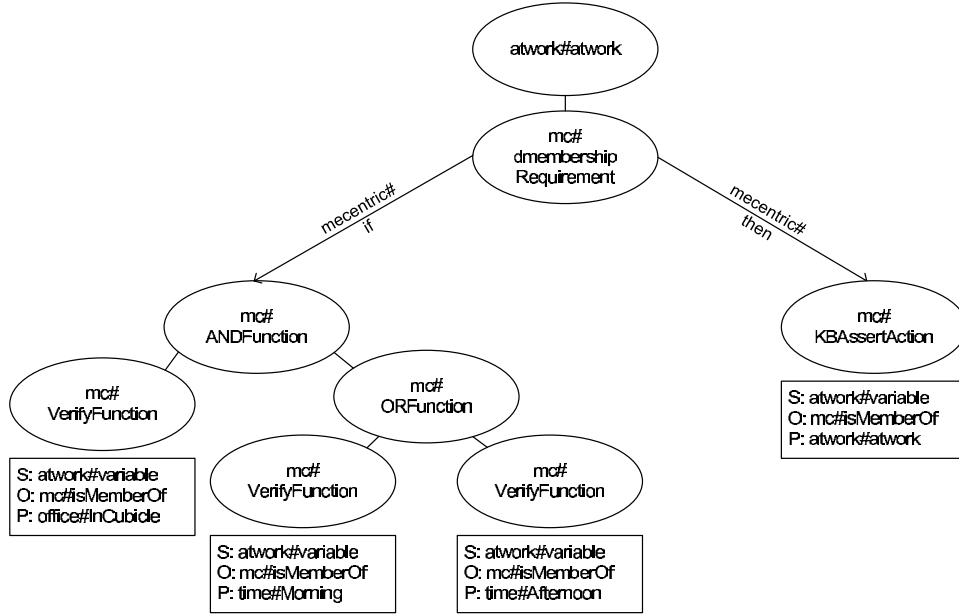 atwork#atwork
mc#
dmembership
Requirement
mecentric#
if
mecentric#
then
mc#
ANDFunction
mc#
KBAssertAction
mc#
VerifyFunction
mc#
ORFunction
S: atwork#variable
O: mc#isMemberOf
P: atwork#atwork
S: atwork#variable
O: mc#isMemberOf
P: office#InCubicle
mc#
VerifyFunction
mc#
VerifyFunction
S: atwork#variable
O: mc#isMemberOf
P: time#Morning
S: atwork#variable
O: mc#isMemberOf
P: time#Afternoon